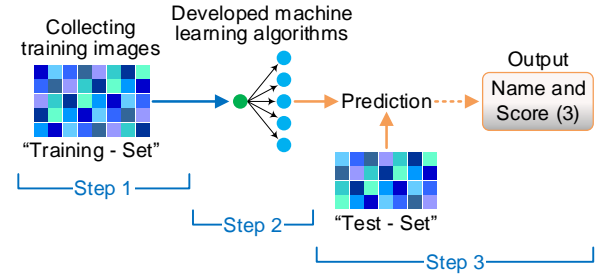 Collecting
training images
"Training - Set"
Step 1
Developed machine
learning algorithms
Step 2
Prediction
"Test - Set"
Output
Name and
Score (3)
Step 3